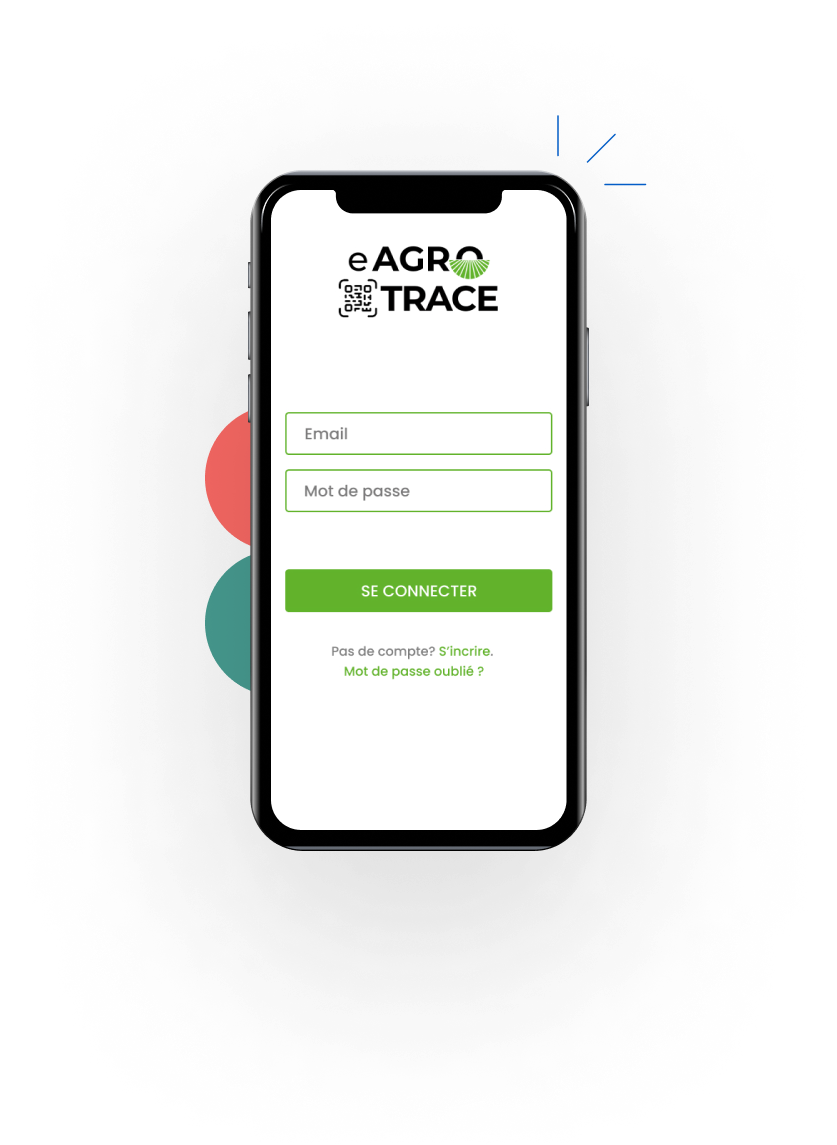 eAGRO
TRACE
Email
Mot de passe
SE CONNECTER
Pas de compte? S'incrire.
Mot de passe oublié ?